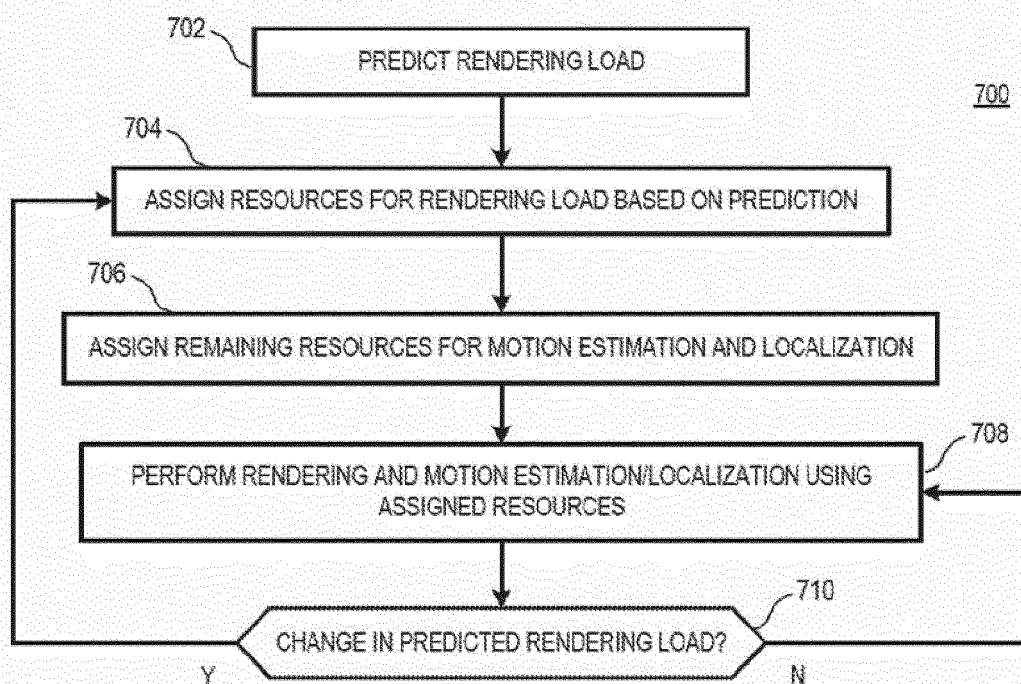 702
PREDICT RENDERING LOAD
700
704
ASSIGN RESOURCES FOR RENDERING LOAD BASED ON PREDICTION
706
ASSIGN REMAINING RESOURCES FOR MOTION ESTIMATION AND LOCALIZATION
708
PERFORM RENDERING AND MOTION ESTIMATION/LOCALIZATION USING
ASSIGNED RESOURCES
710
CHANGE IN PREDICTED RENDERING LOAD?
Y
N